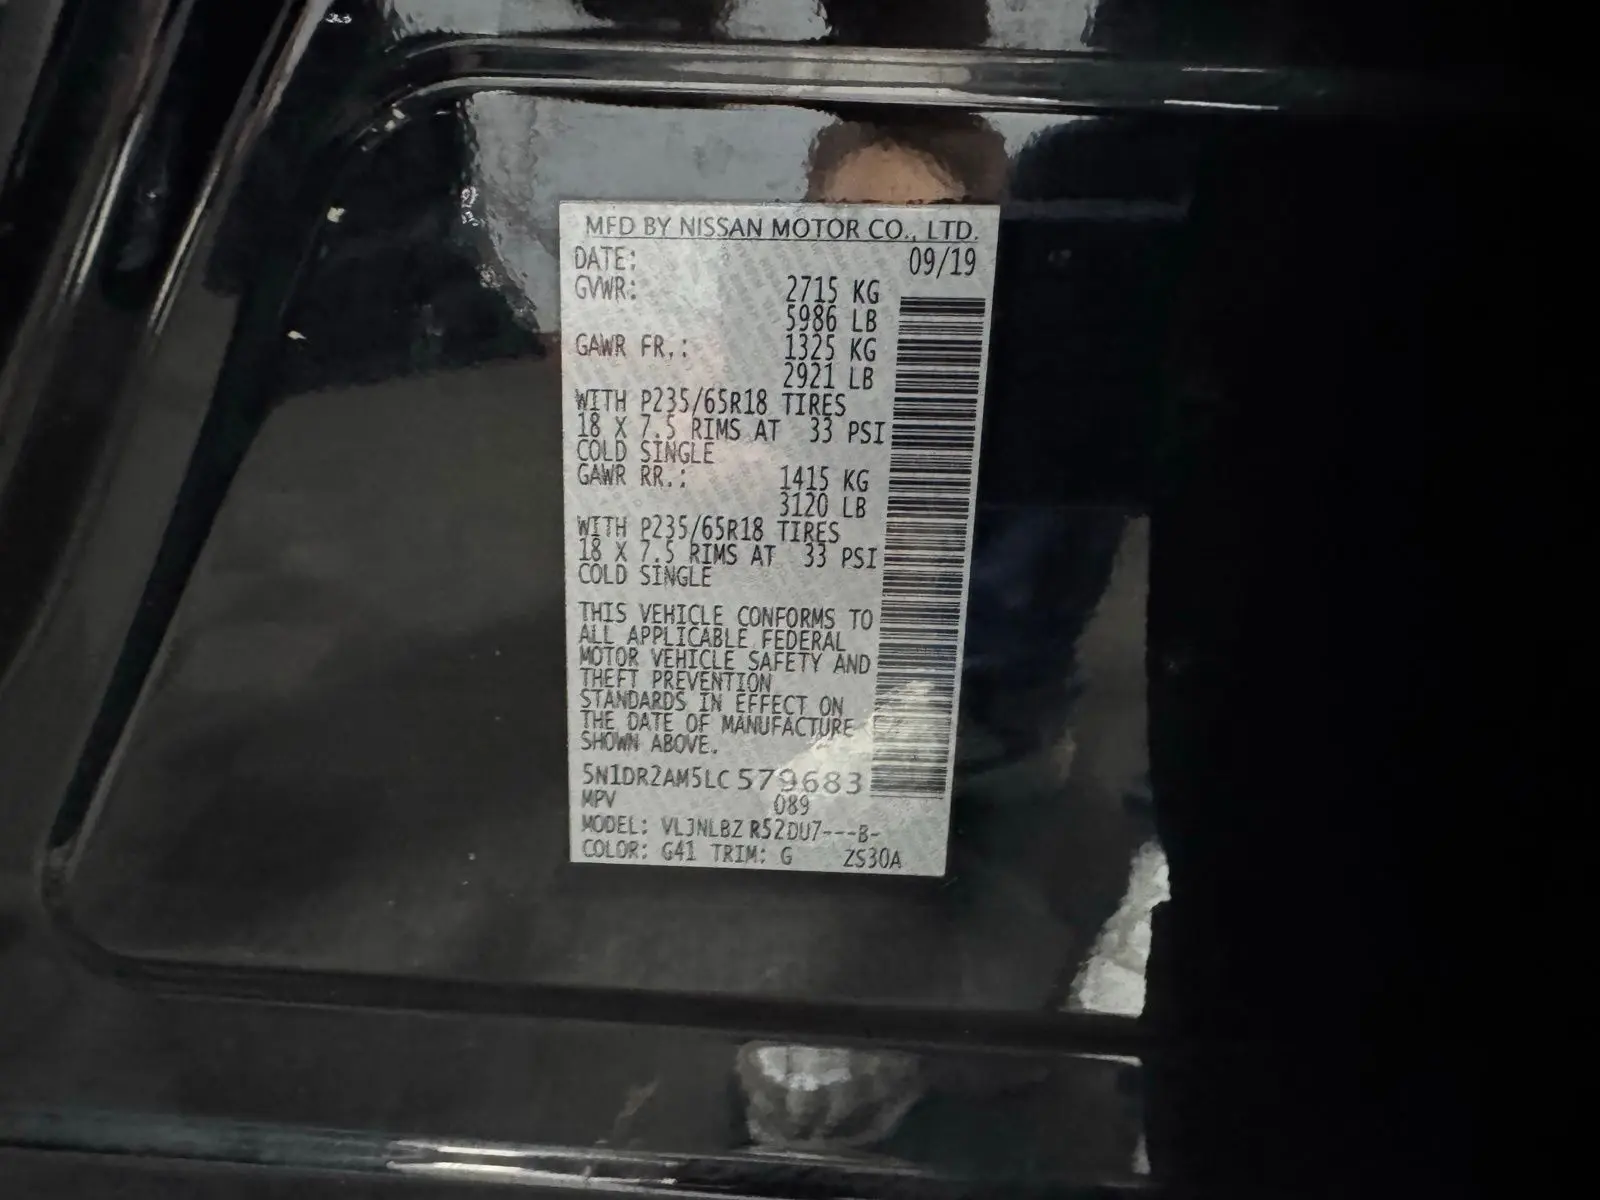 MFD BY NISSAN MOTOR CO., LTD.
DATE: 09/19
GVWR: 2715 KG
5986 LB
GAWR FR.: 1325 KG
2921 LB
WITH P235/65R18 TIRES
18 X 7.5 RIMS AT 33 PSI
COLD SINGLE
GAWR RR.: 1415 KG
3120 LB
WITH P235/65R18 TIRES
18 X 7.5 RIMS AT 33 PSI
COLD SINGLE
THIS VEHICLE CONFORMS TO
ALL APPLICABLE FEDERAL
MOTOR VEHICLE SAFETY AND
THEFT PREVENTION
STANDARDS IN EFFECT ON
THE DATE OF MANUFACTURE
SHOWN ABOVE.
5N1DR2AM5LC579683
MPV 089
MODEL: VLJNLBZ R52DU7---B-
COLOR: G41 TRIM: G ZS30A